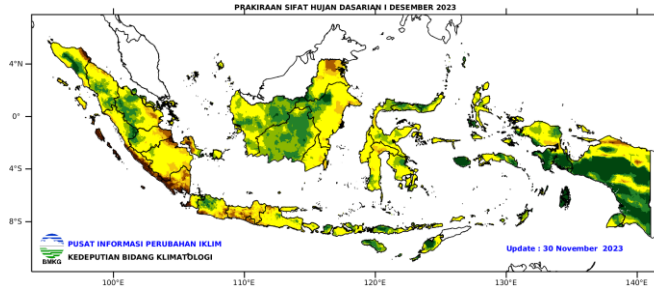 PRAKIRAAN SIFAT HUJAN DASARIAN I DESEMBER 2023
4°N
0°
4°S
8°S
PUSAT INFORMASI PERUBAHAN IKLIM
KEDEPUTIAN BIDANG KLIMATOLOGI
BMKG
Update : 30 November 2023
100°E
110°E
120°E
130°E
140°E